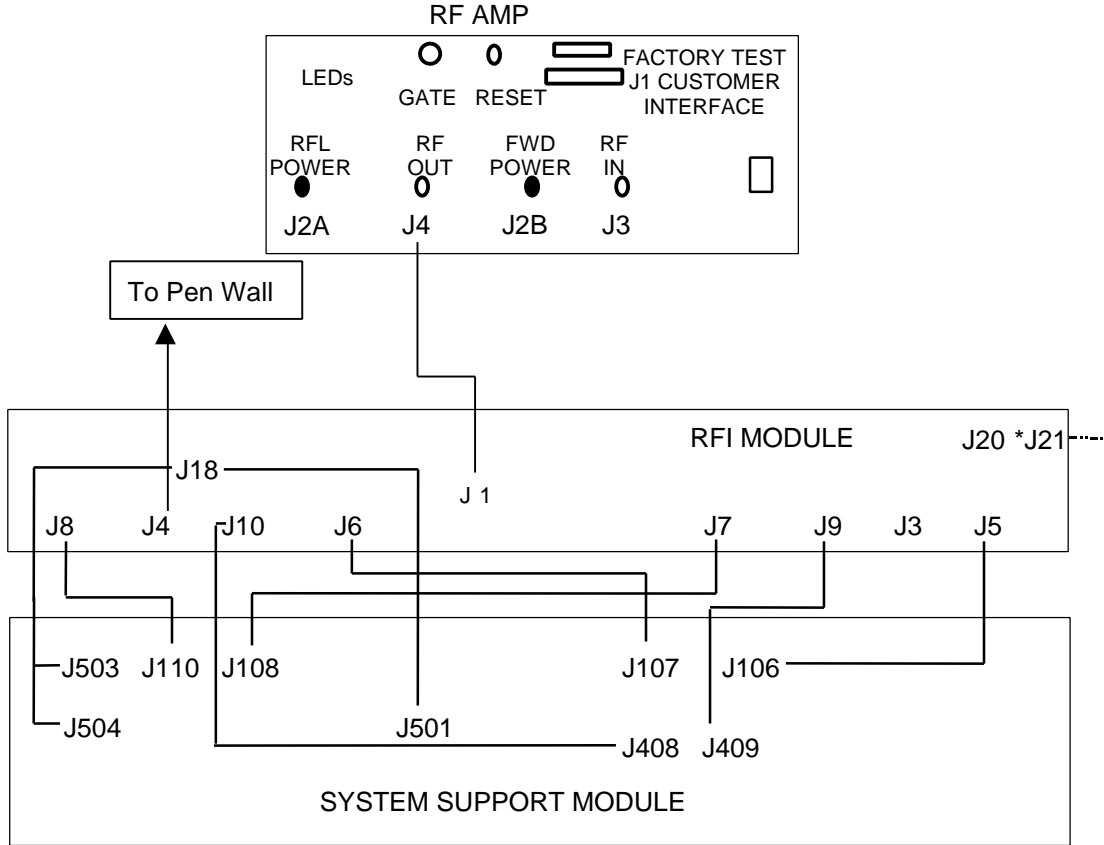 RF AMP
LEDs
GATE RESET
FACTORY TEST
J1 CUSTOMER
INTERFACE
RFL
POWER
RF
OUT
FWD
POWER
RF
IN
J2A J4 J2B J3
To Pen Wall
RFI MODULE J20 *J21
J18
J 1
J8 J4 J10 J6 J7 J9 J3 J5
J503 J110 J108 J107 J106
J504 J501 J408 J409
SYSTEM SUPPORT MODULE